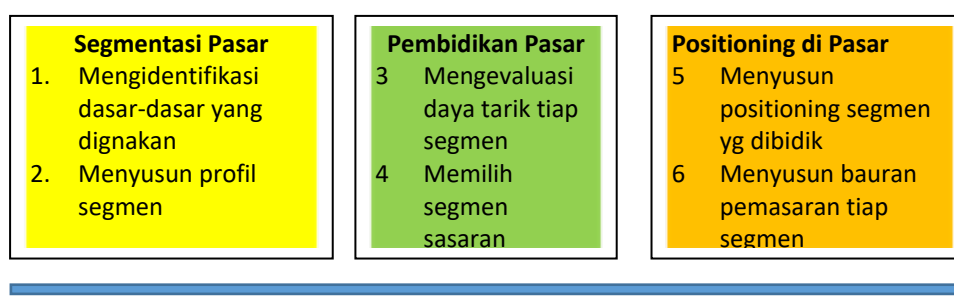 Segmentasi Pasar
1. Mengidentifikasi
dasar-dasar yang
dignakan
2. Menyusun profil
segmen
Pembidikan Pasar
3 Mengevaluasi
daya tarik tiap
segmen
4 Memilih
segmen
sasaran
Positioning di Pasar
5 Menyusun
positioning segmen
yg dibidik
6 Menyusun bauran
pemasaran tiap
segmen